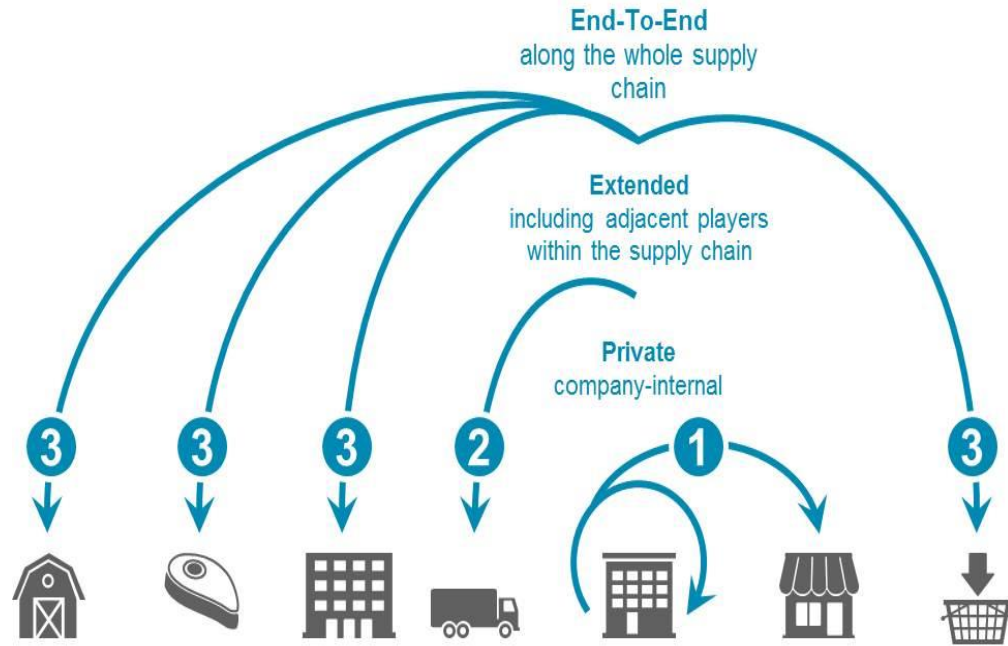 End-To-End
along the whole supply
chain
Extended
including adjacent players
within the supply chain
Private
company-internal
3
3
3
2
1
3